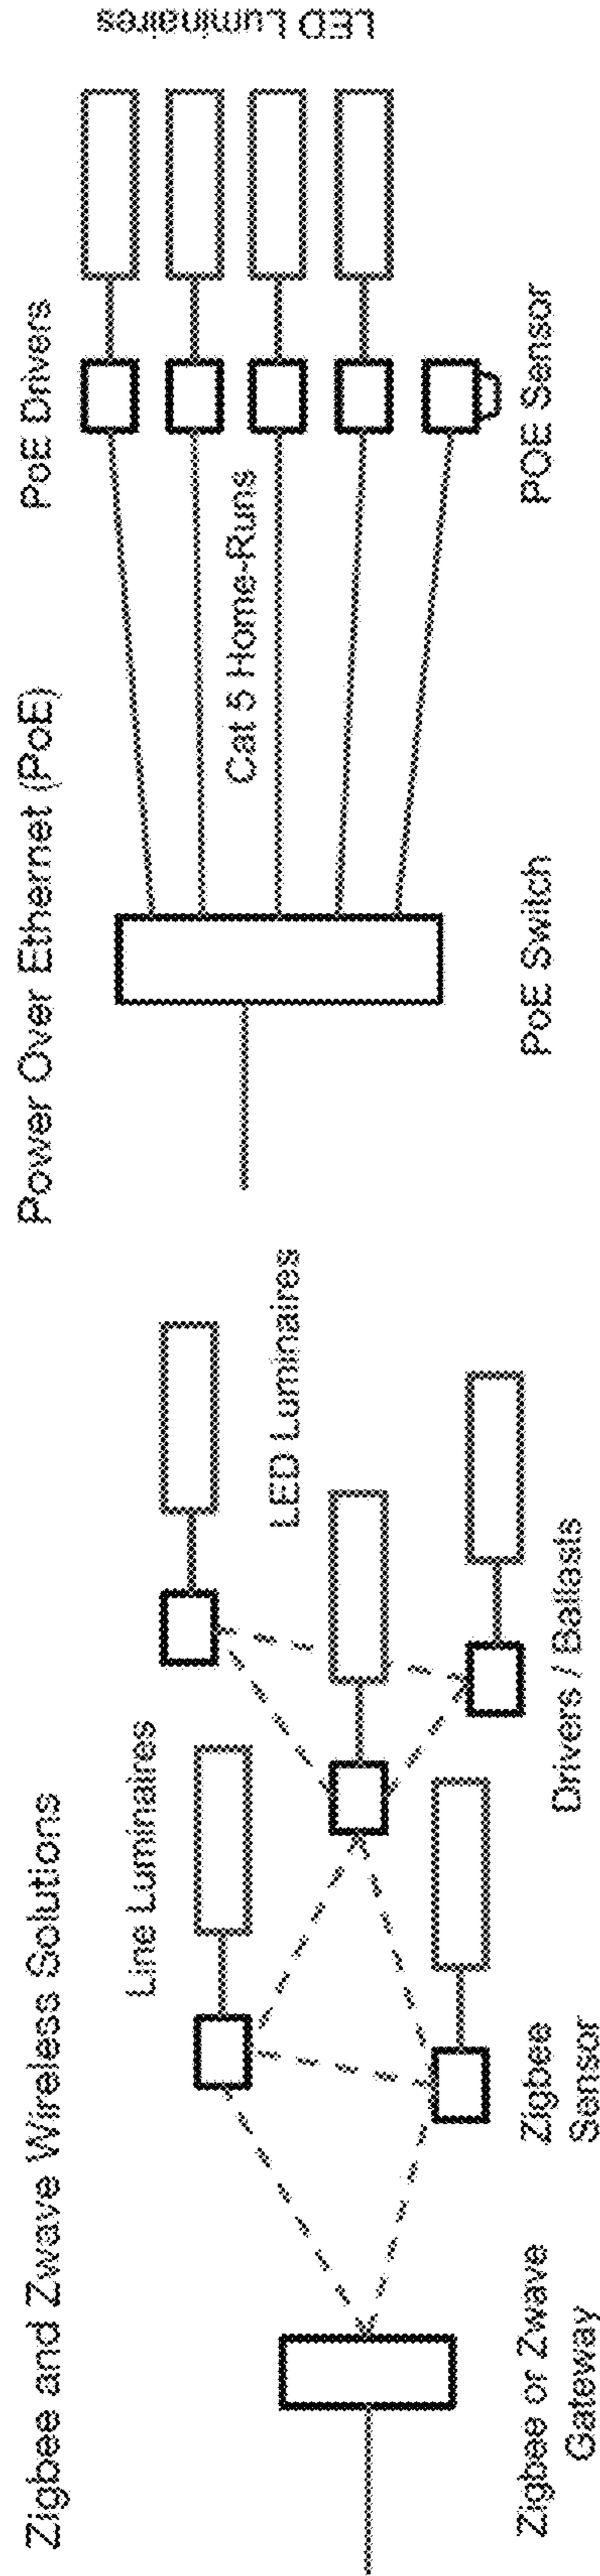 Zigbee and Zwave Wireless Solutions
Line Luminaires
LED Luminaires
Zigbee or Zwave
Gateway
Zigbee
Sensor
Drivers / Ballasts
Power Over Ethernet (PoE)
PoE Drivers
LED Luminaires
Cat 5 Home-Runs
PoE Switch
POE Sensor